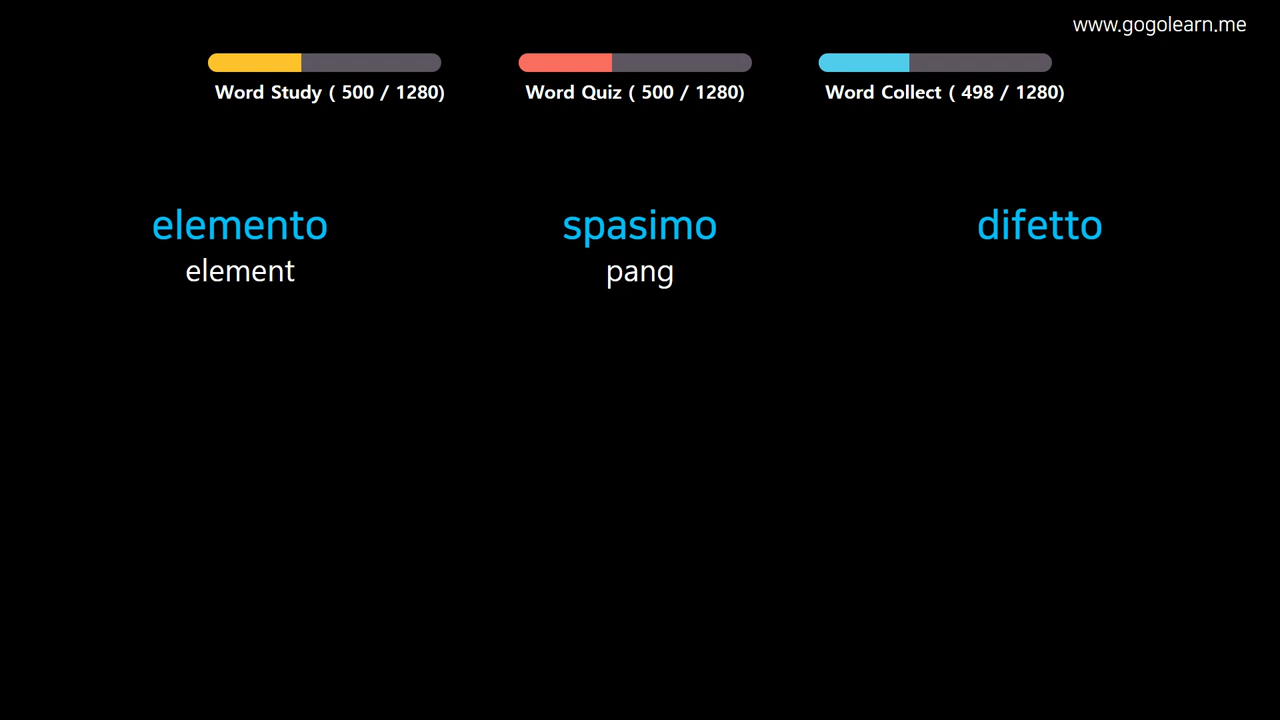 www.gogolearn.me
Word Study ( 500 / 1280)
Word Quiz ( 500 / 1280)
Word Collect ( 498 / 1280)
elemento
element
spasimo
pang
difetto